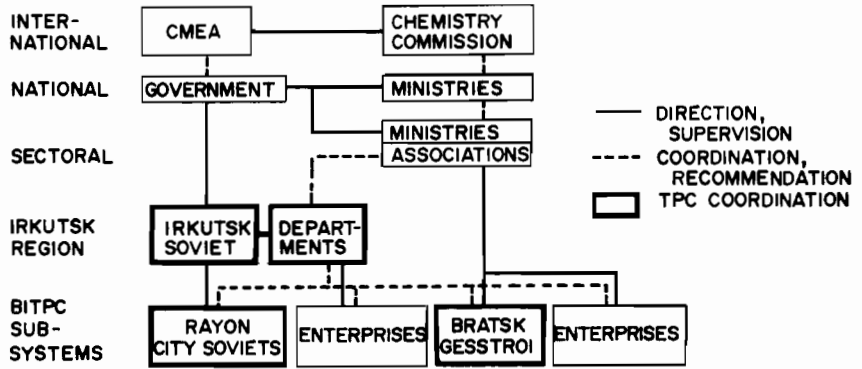 INTER-
NATIONAL
CMEA
CHEMISTRY
COMMISSION
NATIONAL
GOVERNMENT
MINISTRIES
MINISTRIES
SECTORAL
ASSOCIATIONS
DIRECTION,
SUPERVISION
COORDINATION,
RECOMMENDATION
TPC COORDINATION
IRKUTSK
REGION
IRKUTSK
SOVIET
DEPART-
MENTS
BITPC
SUB-
SYSTEMS
RAYON
CITY SOVIETS
ENTERPRISES
BRATSK
GESSTROI
ENTERPRISES